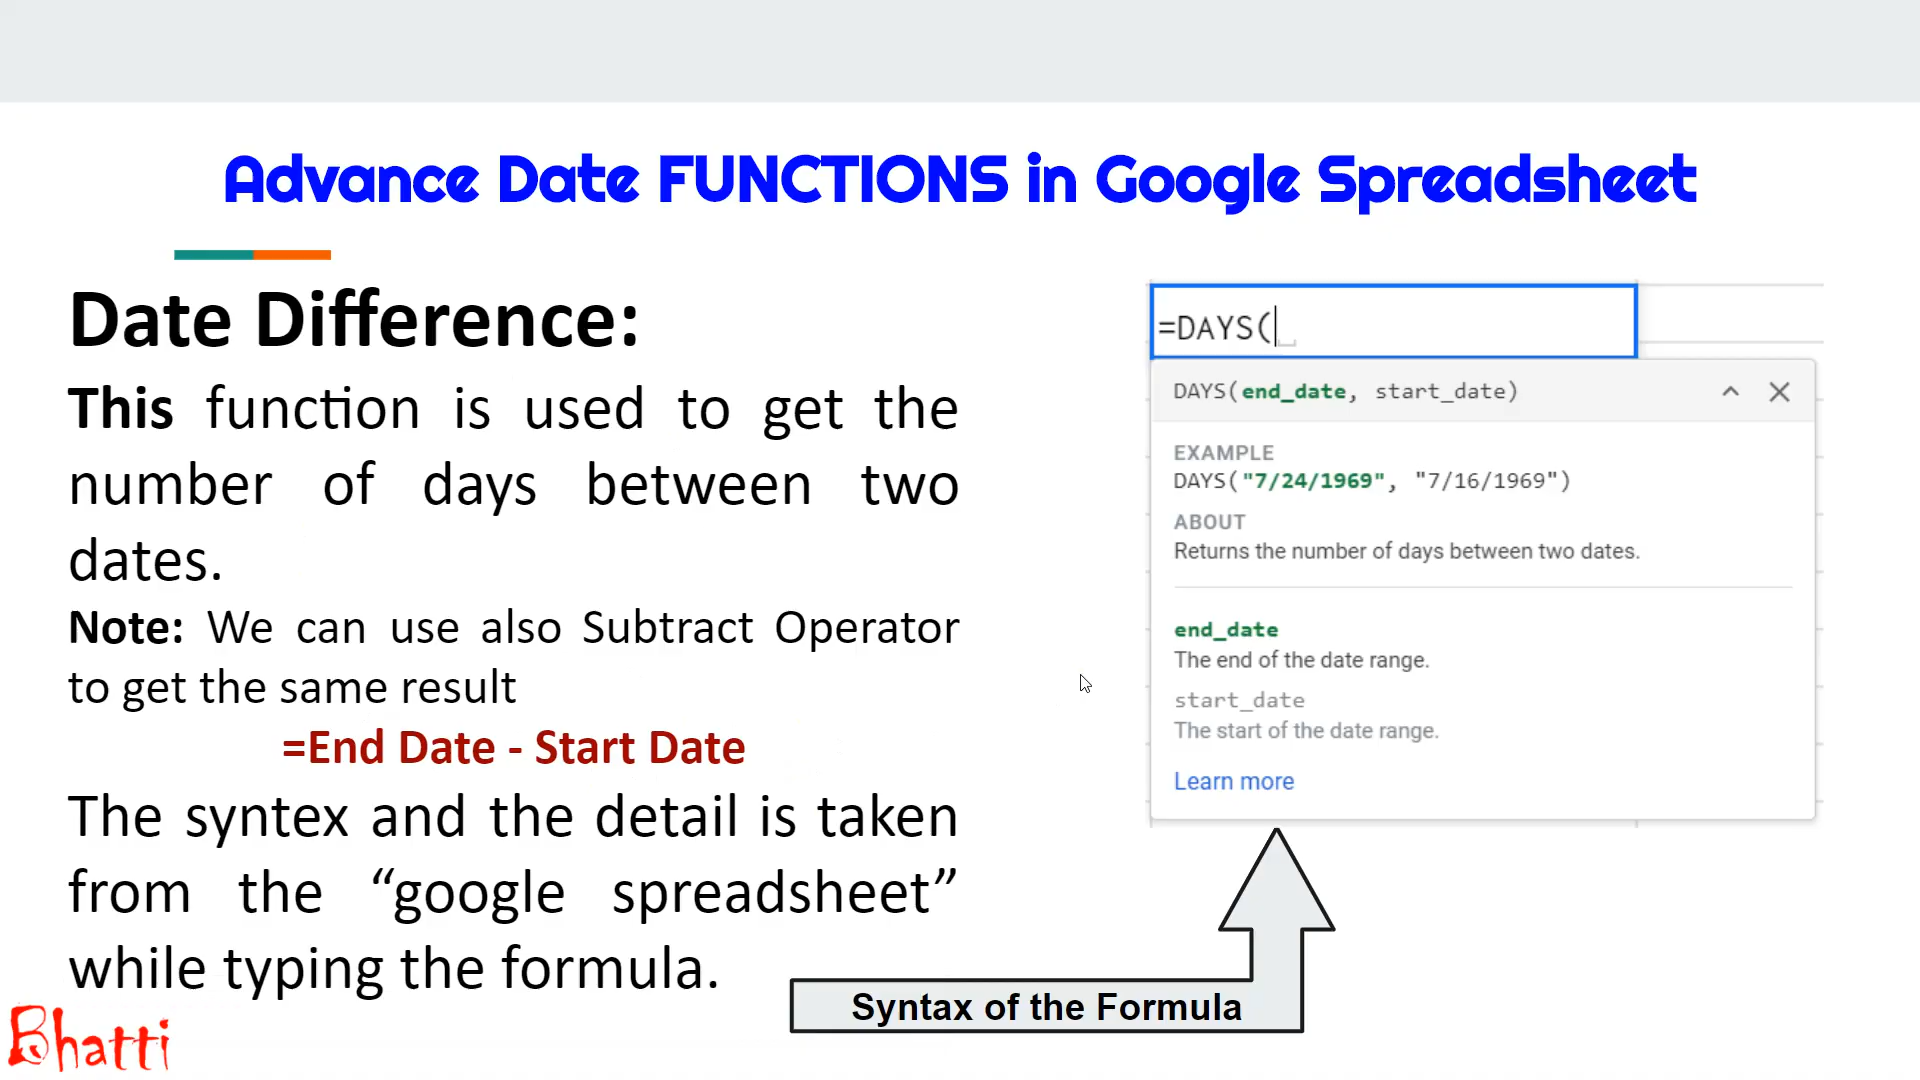 Advance Date FUNCTIONS in Google Spreadsheet
Date Difference:
This function is used to get the
number of days between two
dates.
Note: We can use also Subtract Operator
to get the same result
=End Date - Start Date
The syntex and the detail is taken
from the “google spreadsheet”
while typing the formula.
=DAYS(
DAYS(end_date, start_date)
EXAMPLE
DAYS("7/24/1969", "7/16/1969")
ABOUT
Returns the number of days between two dates.
end_date
The end of the date range.
start_date
The start of the date range.
Learn more
Syntax of the Formula
Bhatti